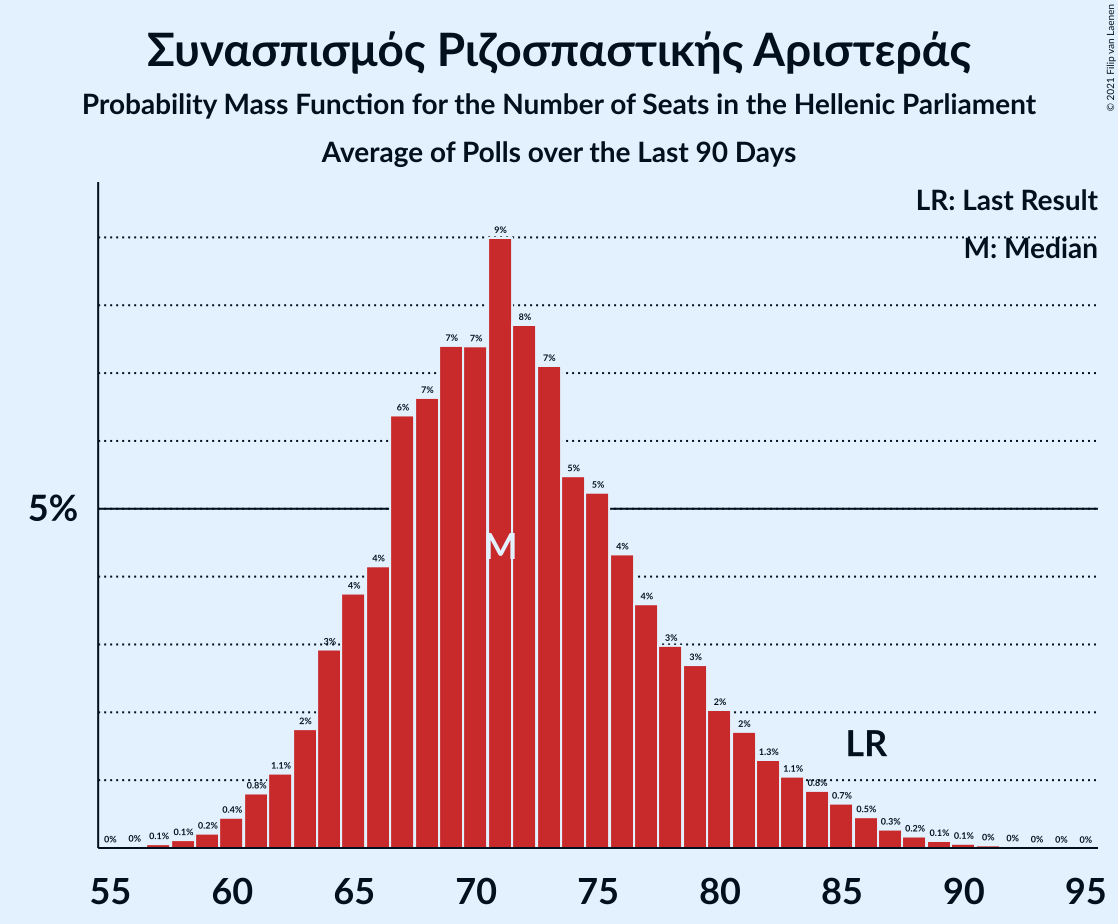 Συνασπισμός Ριζοσπαστικής Αριστεράς
Probability Mass Function for the Number of Seats in the Hellenic Parliament
Average of Polls over the Last 90 Days
© 2021 Filip van Laenen
LR: Last Result
M: Median
5%
0% 0% 0.1% 0.1% 0.2% 0.4% 0.8% 1.1% 2% 3% 4% 4% 6% 7% 7% 7% 9% 8% 7% 5% 5% 4% 4% 3% 3% 2% 2% 1.3% 1.1% 0.8% 0.7% 0.5% 0.3% 0.2% 0.1% 0.1% 0% 0% 0% 0% 0%
M
LR
55 60 65 70 75 80 85 90 95